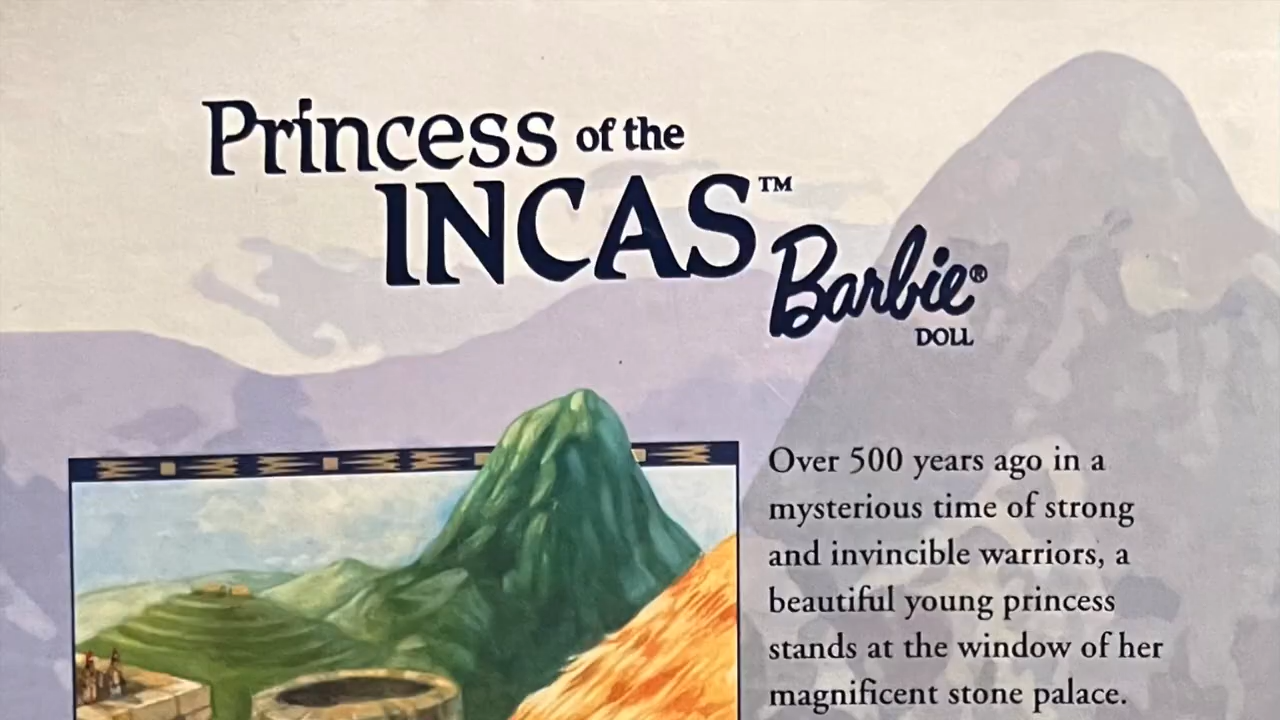 Princess of the
INCAS™
Barbie®
DOLL
Over 500 years ago in a
mysterious time of strong
and invincible warriors, a
beautiful young princess
stands at the window of her
magnificent stone palace.